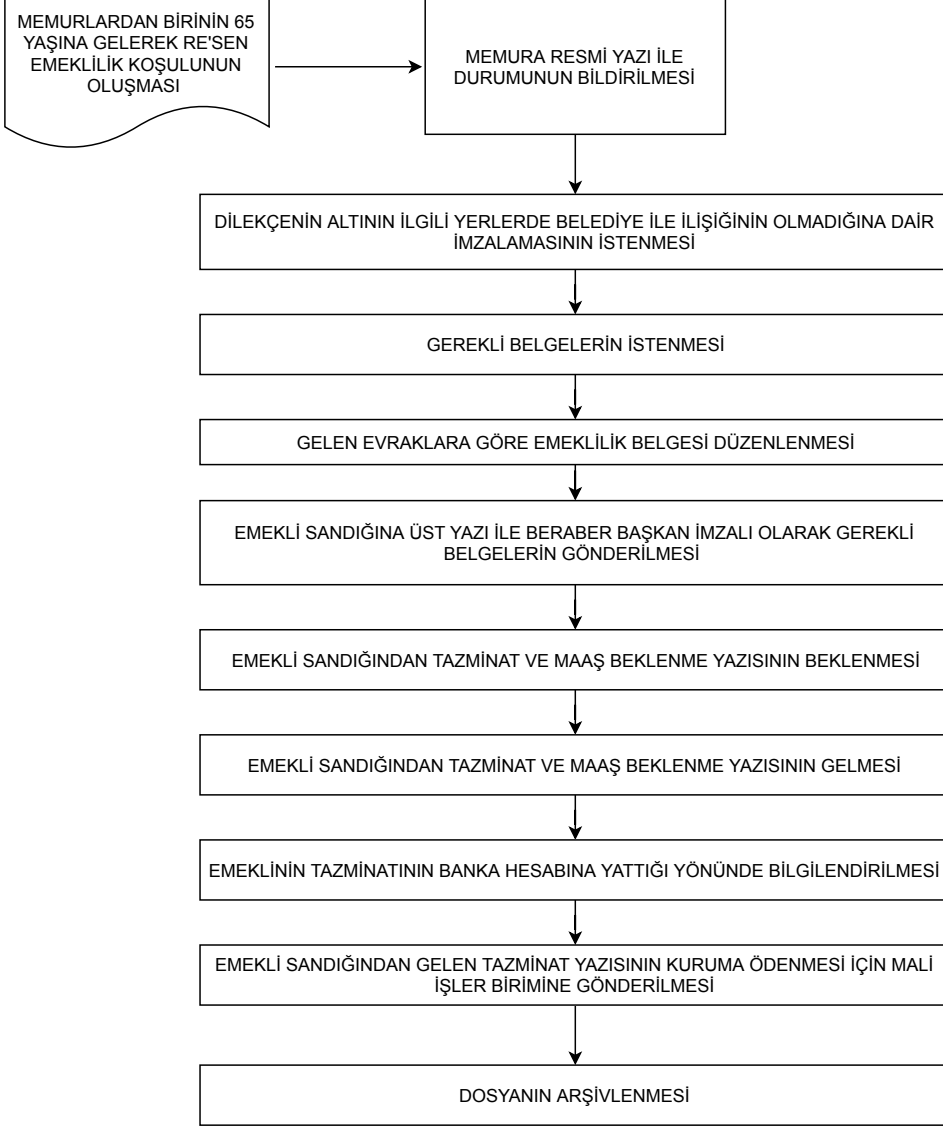 MEMURLARDAN BİRİNİN 65
YAŞINA GELEREK RE'SEN
EMEKLİLİK KOŞULUNUN
OLUŞMASI
MEMURA RESMİ YAZI İLE
DURUMUNUN BİLDİRİLMESİ
DİLEKÇENİN ALTININ İLGİLİ YERLERDE BELEDİYE İLE İLİŞİĞİNİN OLMADIĞINA DAİR
İMZALAMASININ İSTENMESİ
GEREKLİ BELGELERİN İSTENMESİ
GELEN EVRAKLARA GÖRE EMEKLİLİK BELGESİ DÜZENLENMESİ
EMEKLİ SANDIĞINA ÜST YAZI İLE BERABER BAŞKAN İMZALI OLARAK GEREKLİ
BELGELERİN GÖNDERİLMESİ
EMEKLİ SANDIĞINDAN TAZMİNAT VE MAAŞ BEKLENME YAZISININ BEKLENMESİ
EMEKLİ SANDIĞINDAN TAZMİNAT VE MAAŞ BEKLENME YAZISININ GELMESİ
EMEKLİNİN TAZMİNATININ BANKA HESABINA YATTIĞI YÖNÜNDE BİLGİLENDİRİLMESİ
EMEKLİ SANDIĞINDAN GELEN TAZMİNAT YAZISININ KURUMA ÖDENMESİ İÇİN MALİ
İŞLER BİRİMİNE GÖNDERİLMESİ
DOSYANIN ARŞİVLENMESİ